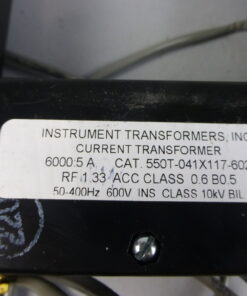 INSTRUMENT TRANSFORMERS, INC
CURRENT TRANSFORMER
6000:5 A. CAT. 550T-041X117-602
RF 1.33 ACC CLASS 0.6 B0.5
50-400Hz 600V INS CLASS 10kV BIL